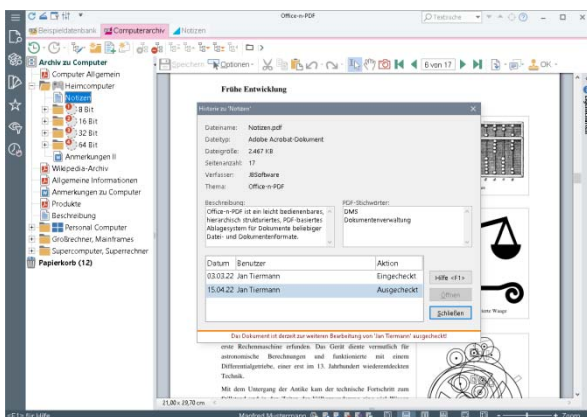 Office-n-PDF
Textsuche
Beispieldatenbank
Computerarchiv
Notizen
Speichern
Optionen
6 von 17
OK
Archiv zu Computer
Computer Allgemein
Heimcomputer
Notizen
8 Bit
16 Bit
32 Bit
64 Bit
Anmerkungen II
Wikipedia-Archiv
Allgemeine Informationen
Anmerkungen zu Computer
Produkte
Beschreibung
Personal Computer
Großrechner, Mainframes
Supercomputer, Superrechner
Papierkorb (12)
Frühe Entwicklung
Historie zu 'Notizen'
Dateiname: Notizen.pdf
Dateityp: Adobe Acrobat-Dokument
Dateigröße: 2.467 KB
Seitenanzahl: 17
Verfasser: JBSoftware
Thema: Office-n-PDF
Beschreibung:
Office-n-PDF ist ein leicht bedienenbares,
hierarchisch strukturiertes, PDF-basiertes
Ablagesystem für Dokumente beliebiger
Datei- und Dokumentenformate.
PDF-Stichwörter:
DMS
Dokumentenverwaltung
Datum Benutzer Aktion
03.03.22 Jan Tiermann Eingecheckt
15.04.22 Jan Tiermann Ausgecheckt
Hilfe <F1>
Öffnen
Schließen
Das Dokument ist derzeit zur weiteren Bearbeitung von 'Jan Tiermann' ausgecheckt!
erste Rechenmaschine erfunden. Das Gerät diente vermutlich für
astronomische Berechnungen und funktionierte mit einem
Differentialgetriebe, einer erst im 13. Jahrhundert wiederentdeckten
Technik.
Mit dem Untergang der Antike kam der technische Fortschritt zum
21,00 x 29,70 cm
<F1> für Hilfe
Manfred Mustermann
Zoom